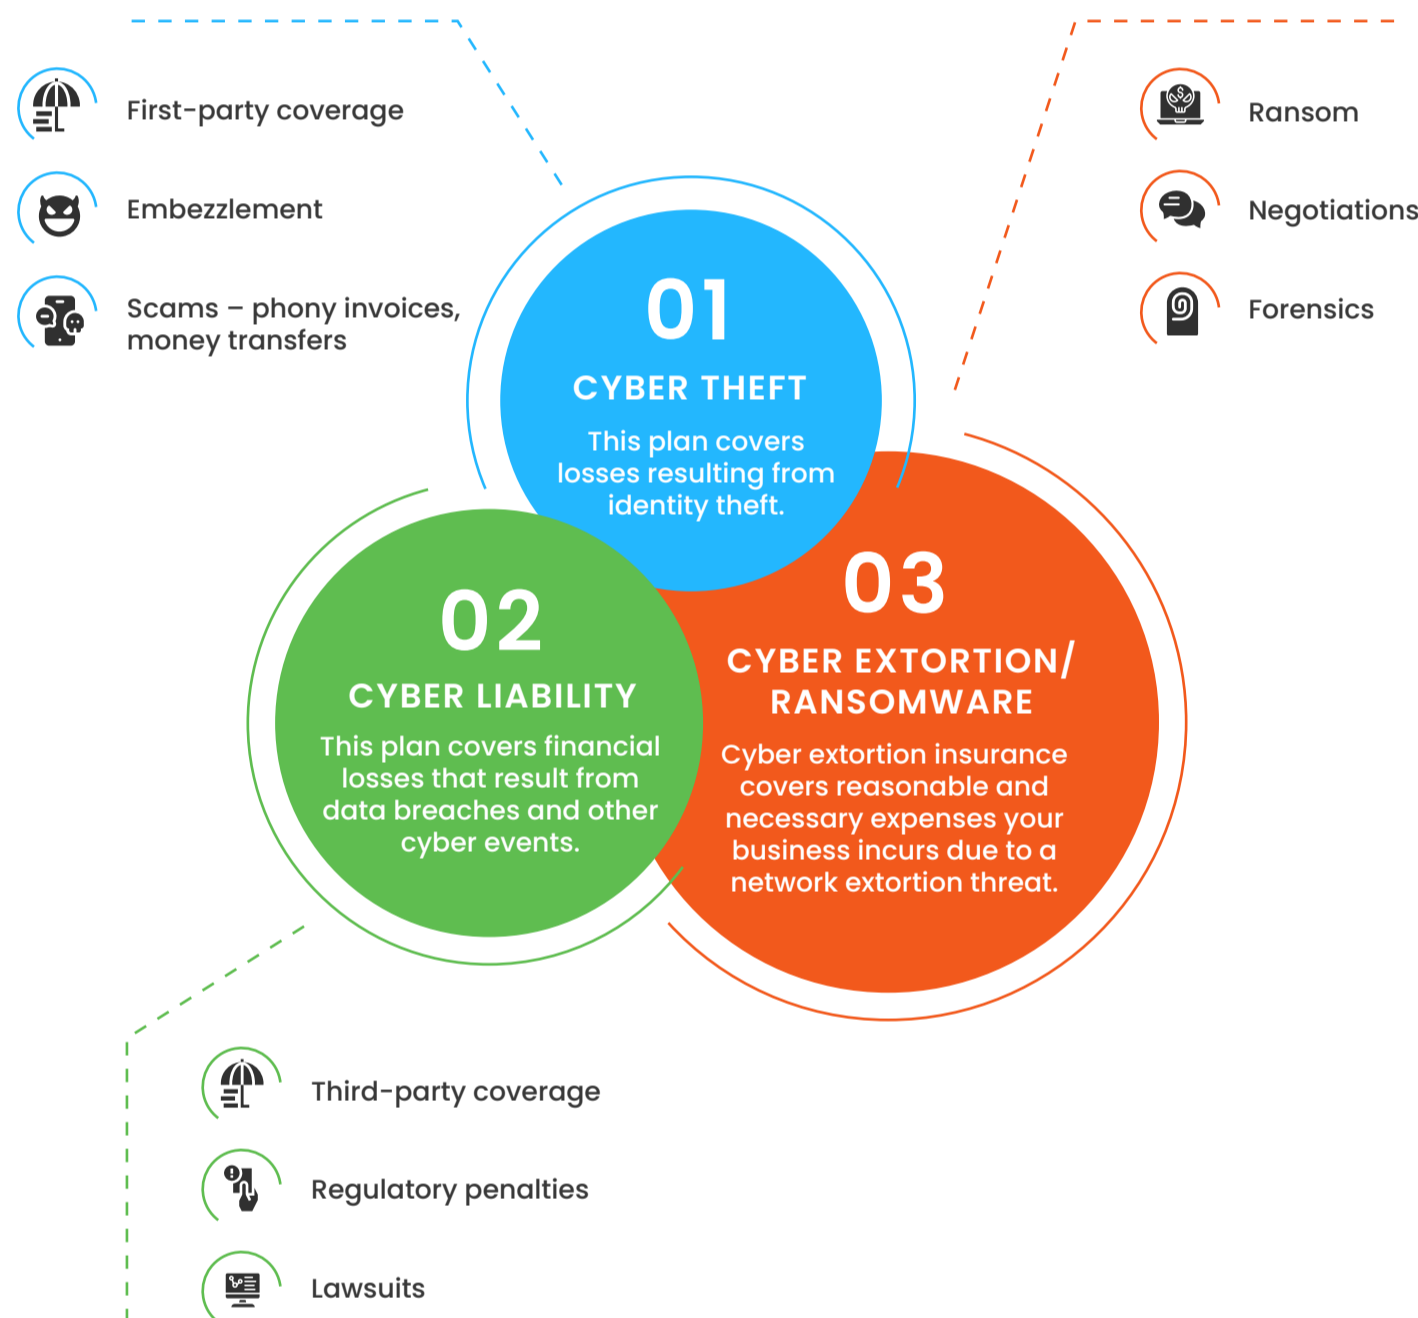 First-party coverage
Embezzlement
Scams – phony invoices,
money transfers
Ransom
Negotiations
Forensics
01
CYBER THEFT
This plan covers
losses resulting from
identity theft.
02
CYBER LIABILITY
This plan covers financial
losses that result from
data breaches and other
cyber events.
03
CYBER EXTORTION/
RANSOMWARE
Cyber extortion insurance
covers reasonable and
necessary expenses your
business incurs due to a
network extortion threat.
Third-party coverage
Regulatory penalties
Lawsuits